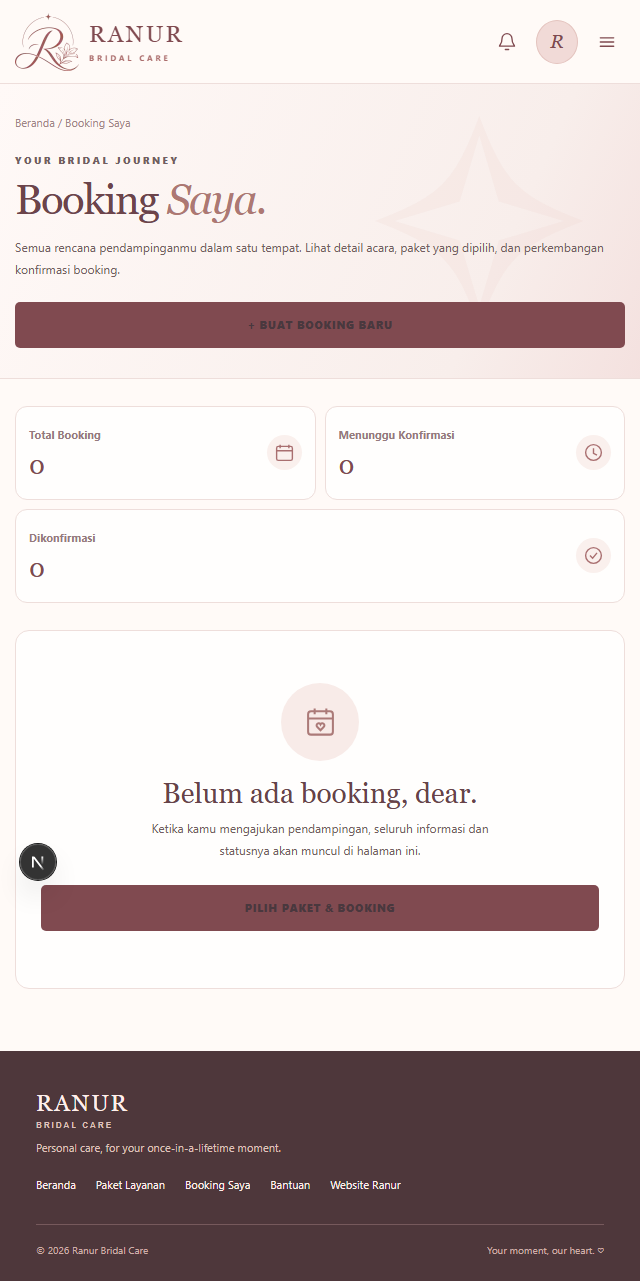 RANUR
BRIDAL CARE
R
Beranda / Booking Saya
YOUR BRIDAL JOURNEY
Booking Saya.
Semua rencana pendampinganmu dalam satu tempat. Lihat detail acara, paket yang dipilih, dan perkembangan
konfirmasi booking.
+ BUAT BOOKING BARU
Total Booking
0
Menunggu Konfirmasi
0
Dikonfirmasi
0
Belum ada booking, dear.
Ketika kamu mengajukan pendampingan, seluruh informasi dan
statusnya akan muncul di halaman ini.
N
PILIH PAKET & BOOKING
RANUR
BRIDAL CARE
Personal care, for your once-in-a-lifetime moment.
Beranda Paket Layanan Booking Saya Bantuan Website Ranur
© 2026 Ranur Bridal Care
Your moment, our heart. ♡